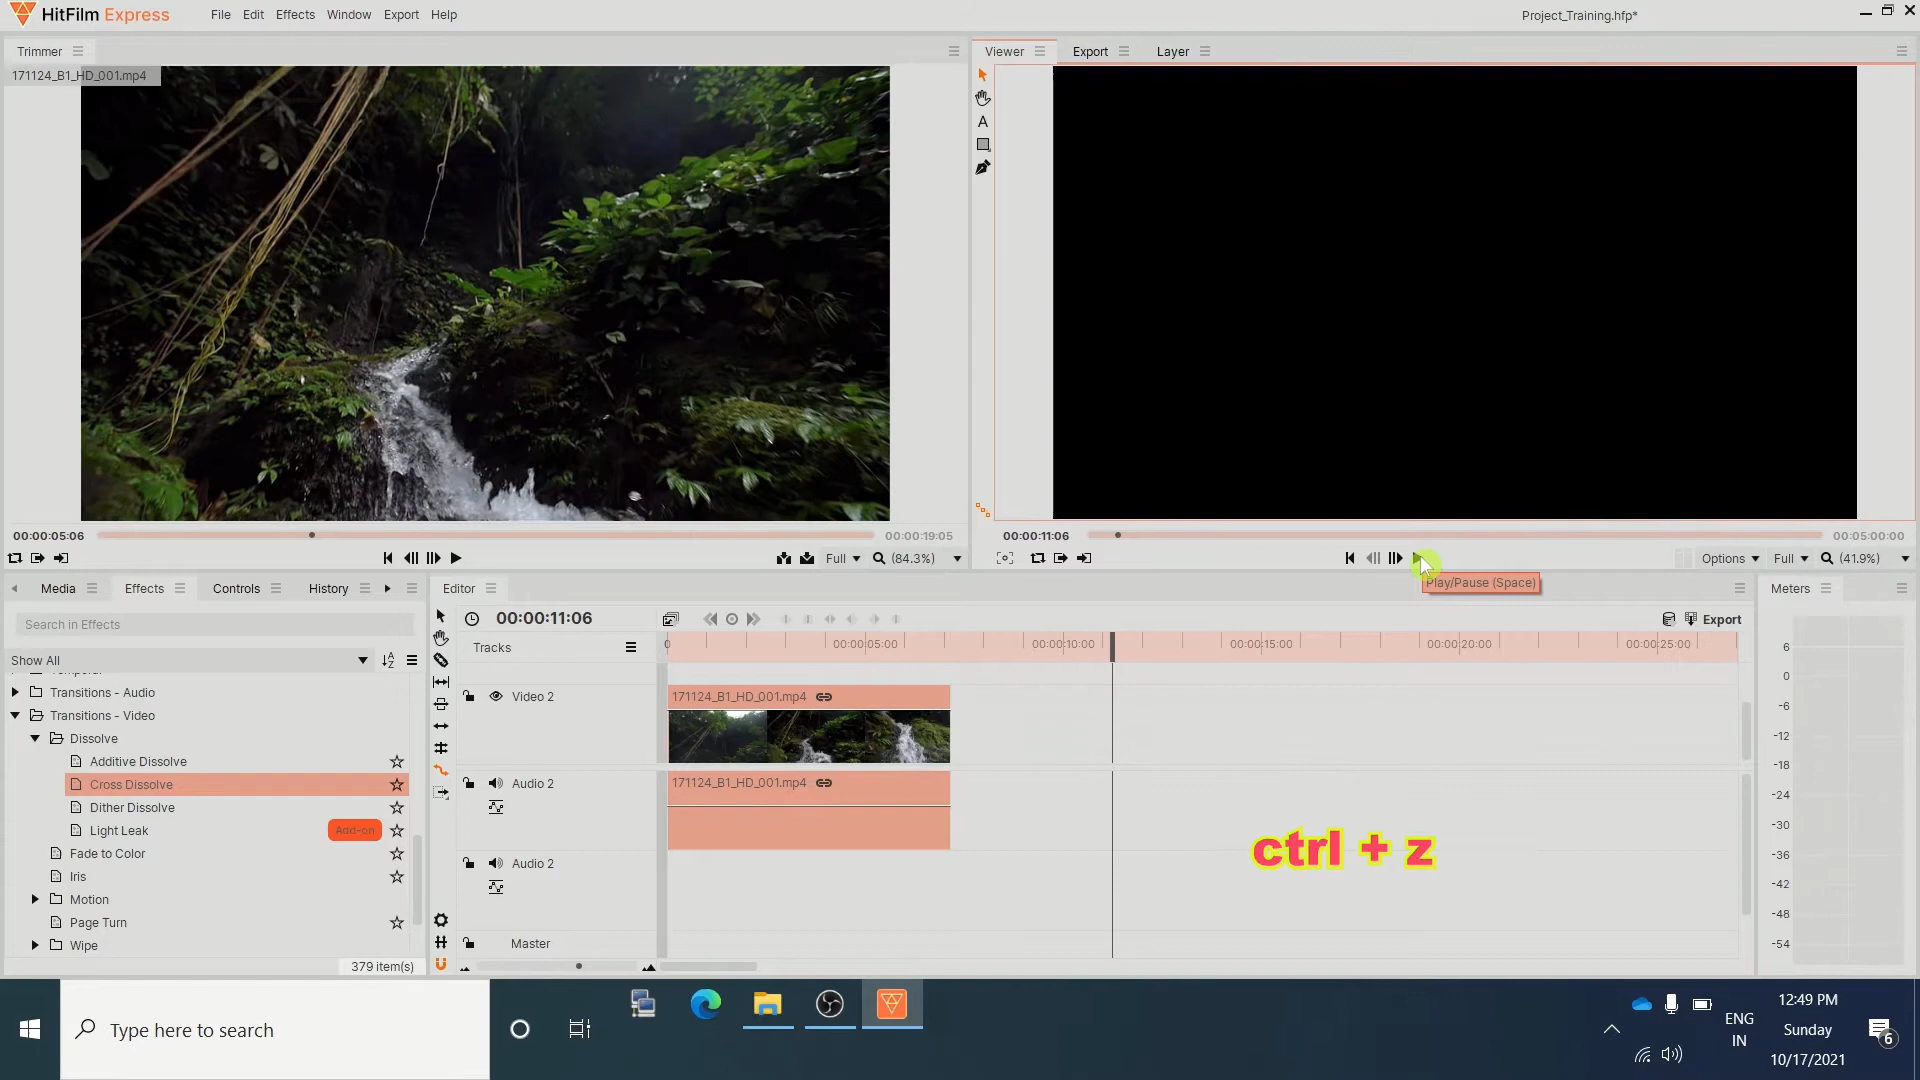 HitFilm Express
File Edit Effects Window Export Help
Project_Training.hfp*
Trimmer
171124_B1_HD_001.mp4
Viewer Export Layer
A
00:00:05:06 00:00:19:05
Full (84.3%)
00:00:11:06 00:05:00:00
Options Full (41.9%)
Play/Pause (Space)
Media Effects Controls History
Search in Effects
Show All
Transitions - Audio
Transitions - Video
Dissolve
Additive Dissolve
Cross Dissolve
Dither Dissolve
Light Leak Add-on
Fade to Color
Iris
Motion
Page Turn
Wipe
379 item(s)
Editor
00:00:11:06
Export
Tracks
0 00:00:05:00 00:00:10:00 00:00:15:00 00:00:20:00 00:00:25:00
Video 2
171124_B1_HD_001.mp4
Audio 2
171124_B1_HD_001.mp4
Audio 2
Master
ctrl + z
Meters
6
0
-6
-12
-18
-24
-30
-36
-42
-48
-54
Type here to search
ENG
IN
12:49 PM
Sunday
10/17/2021
6